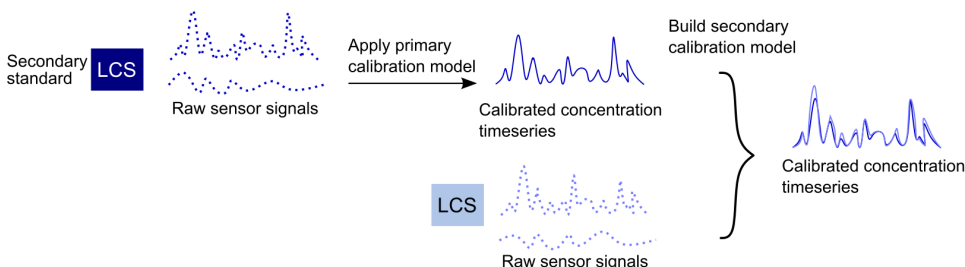 Secondary
standard
LCS
Raw sensor signals
Apply primary
calibration model
Calibrated concentration
timeseries
LCS
Raw sensor signals
Build secondary
calibration model
Calibrated concentration
timeseries